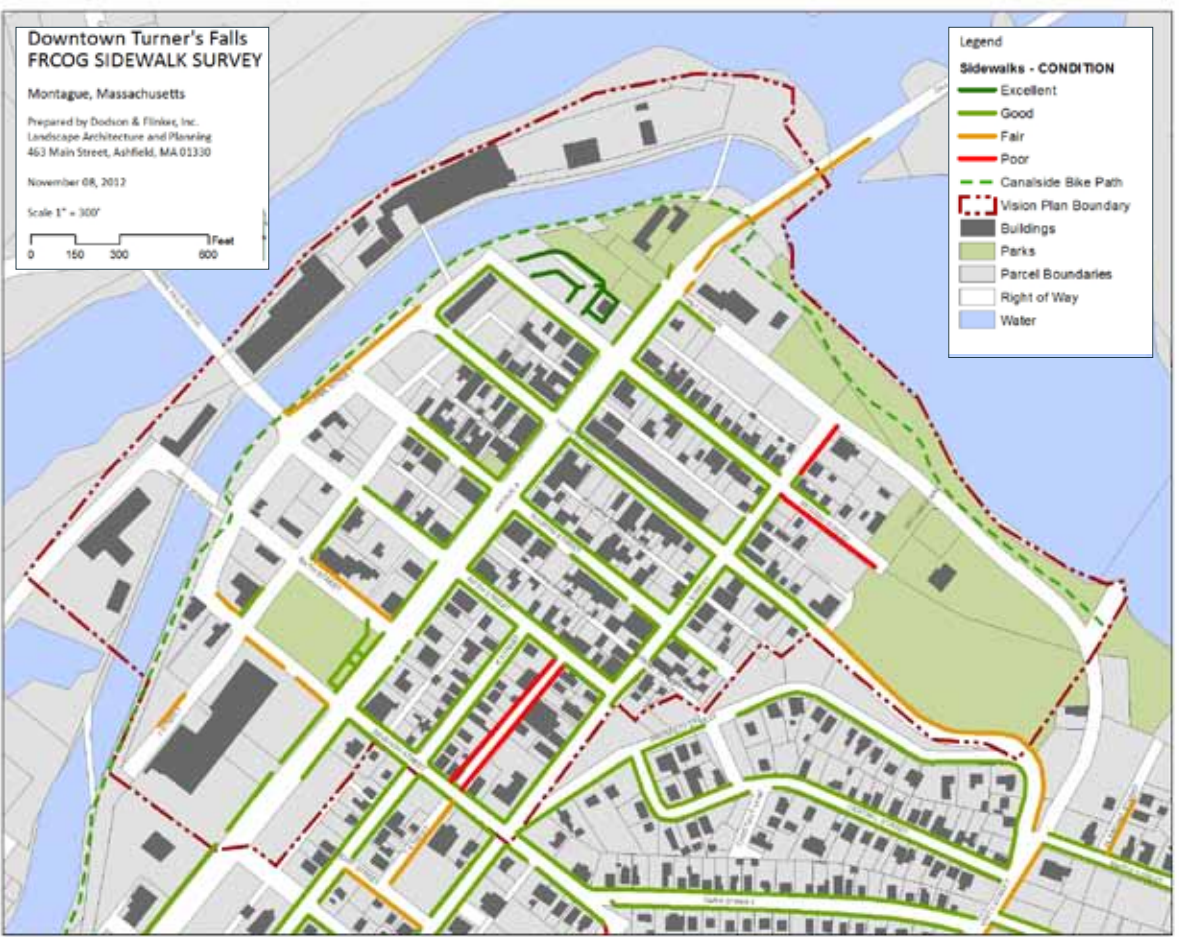 Downtown Turner's Falls
FRCOG SIDEWALK SURVEY
Montague, Massachusetts
Prepared by Dodson & Flinker, Inc.
Landscape Architecture and Planning
463 Main Street, Ashfield, MA 01330
November 08, 2012
Scale 1" = 300'
Feet
0 150 300 600
Legend
Sidewalks - CONDITION
Excellent
Good
Fair
Poor
Canalside Bike Path
Vision Plan Boundary
Buildings
Parks
Parcel Boundaries
Right of Way
Water
AVENUE A